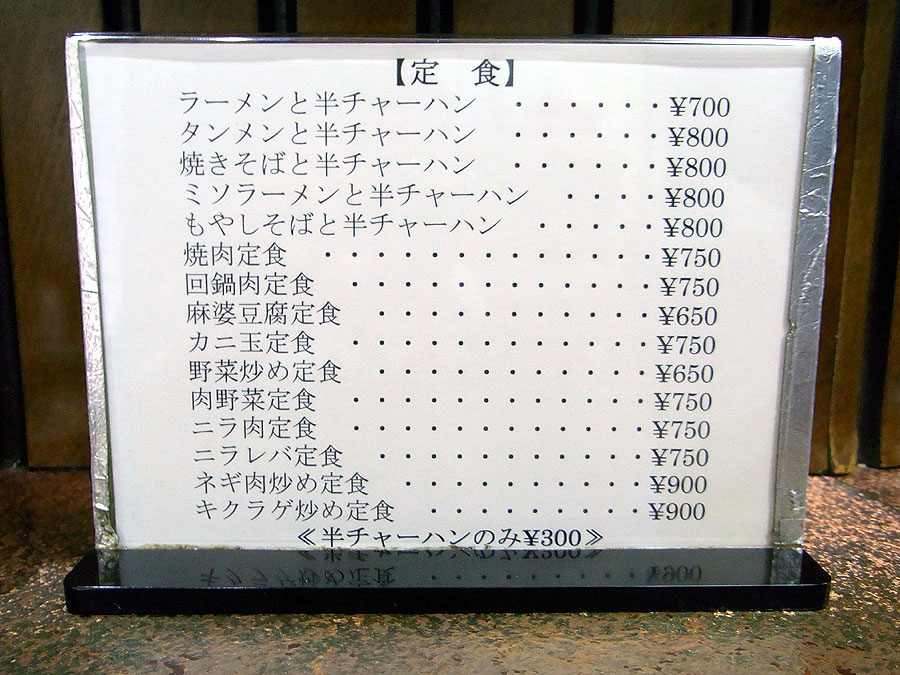 【定　食】
ラーメンと半チャーハン　・・・・・・¥700
タンメンと半チャーハン　・・・・・・¥800
焼きそばと半チャーハン　・・・・・・¥800
ミソラーメンと半チャーハン　・・・・¥800
もやしそばと半チャーハン　・・・・・¥800
焼肉定食　・・・・・・・・・・・・・¥750
回鍋肉定食　・・・・・・・・・・・・¥750
麻婆豆腐定食　・・・・・・・・・・・¥650
カニ玉定食　・・・・・・・・・・・・¥750
野菜炒め定食　・・・・・・・・・・・¥650
肉野菜定食　・・・・・・・・・・・・¥750
ニラ肉定食　・・・・・・・・・・・・¥750
ニラレバ定食　・・・・・・・・・・・¥750
ネギ肉炒め定食　・・・・・・・・・・¥900
キクラゲ炒め定食　・・・・・・・・・¥900
≪半チャーハンのみ¥300≫